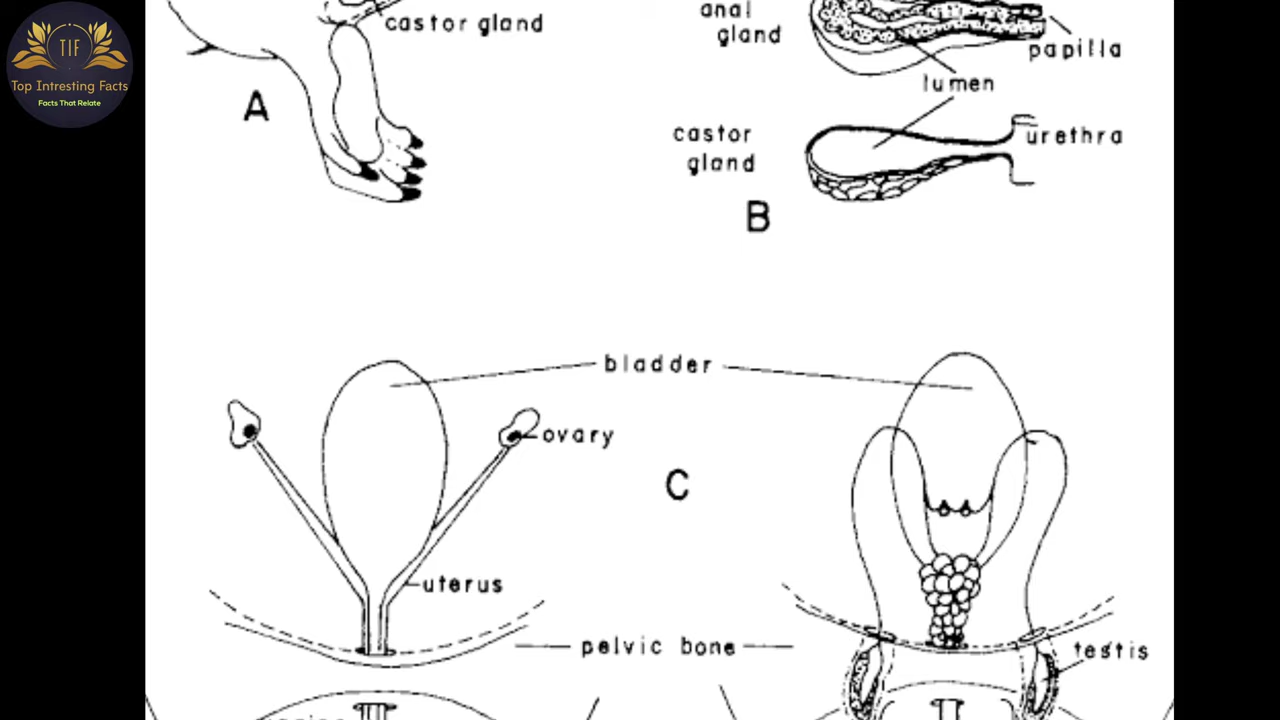 TIF
Top Intresting Facts
Facts That Relate
castor gland
A
anal
gland
papilla
lumen
castor
gland
urethra
B
bladder
ovary
C
uterus
pelvic bone
testis